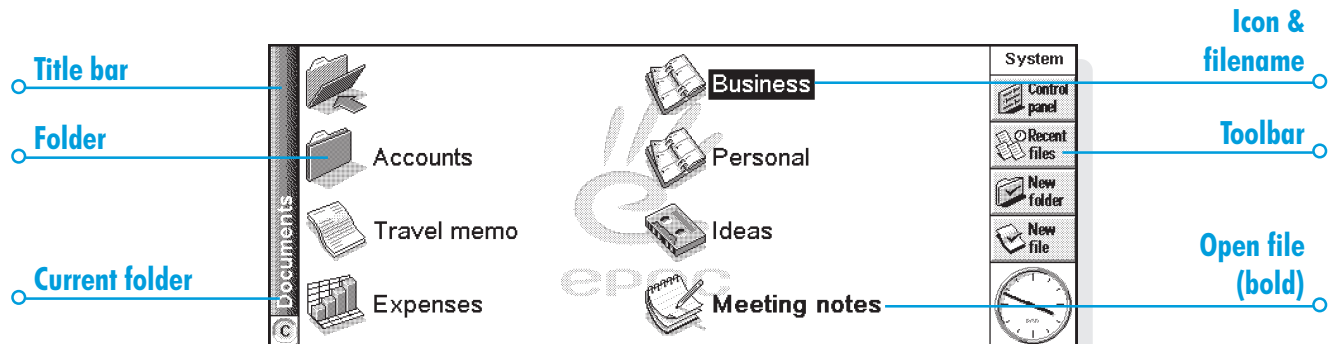 Title bar
Folder
Current folder
Documents
C
Accounts
Travel memo
Expenses
Business
Personal
Ideas
Meeting notes
epoc
System
Control
panel
Recent
files
New
folder
New
file
Icon &
filename
Toolbar
Open file
(bold)